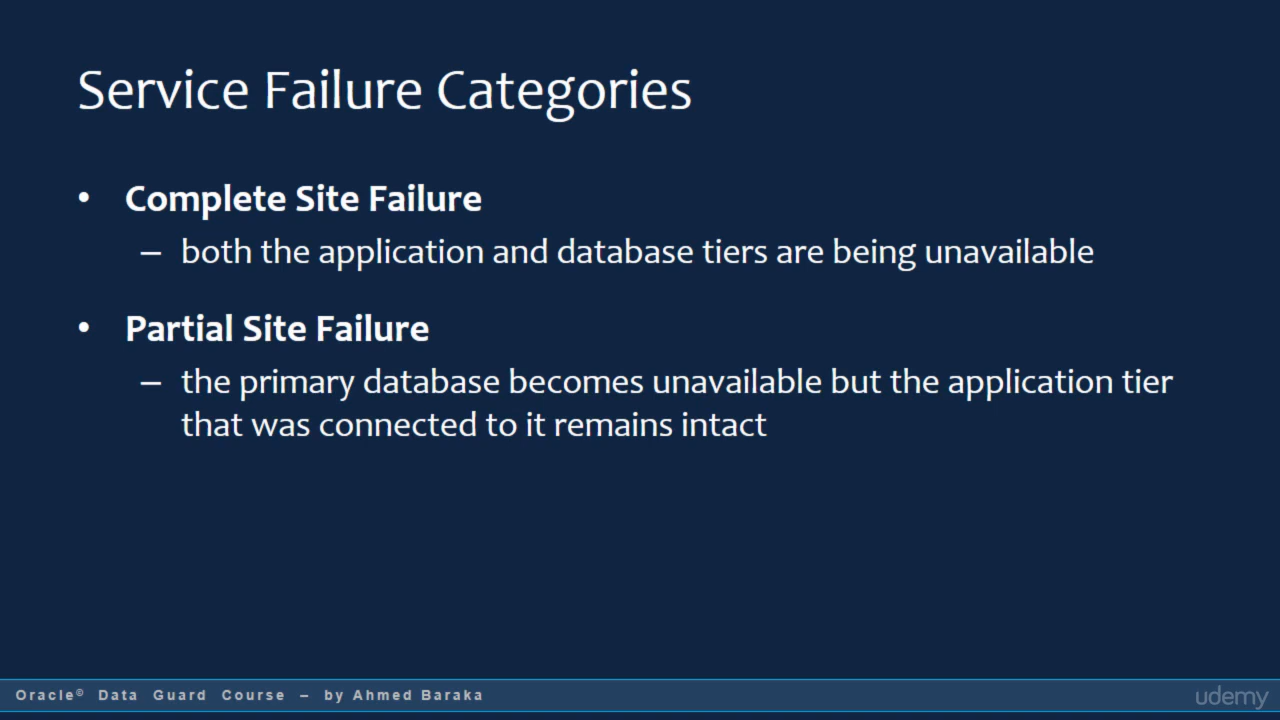 Service Failure Categories
• Complete Site Failure
– both the application and database tiers are being unavailable
• Partial Site Failure
– the primary database becomes unavailable but the application tier
that was connected to it remains intact
Oracle© Data Guard Course – by Ahmed Baraka
udemy